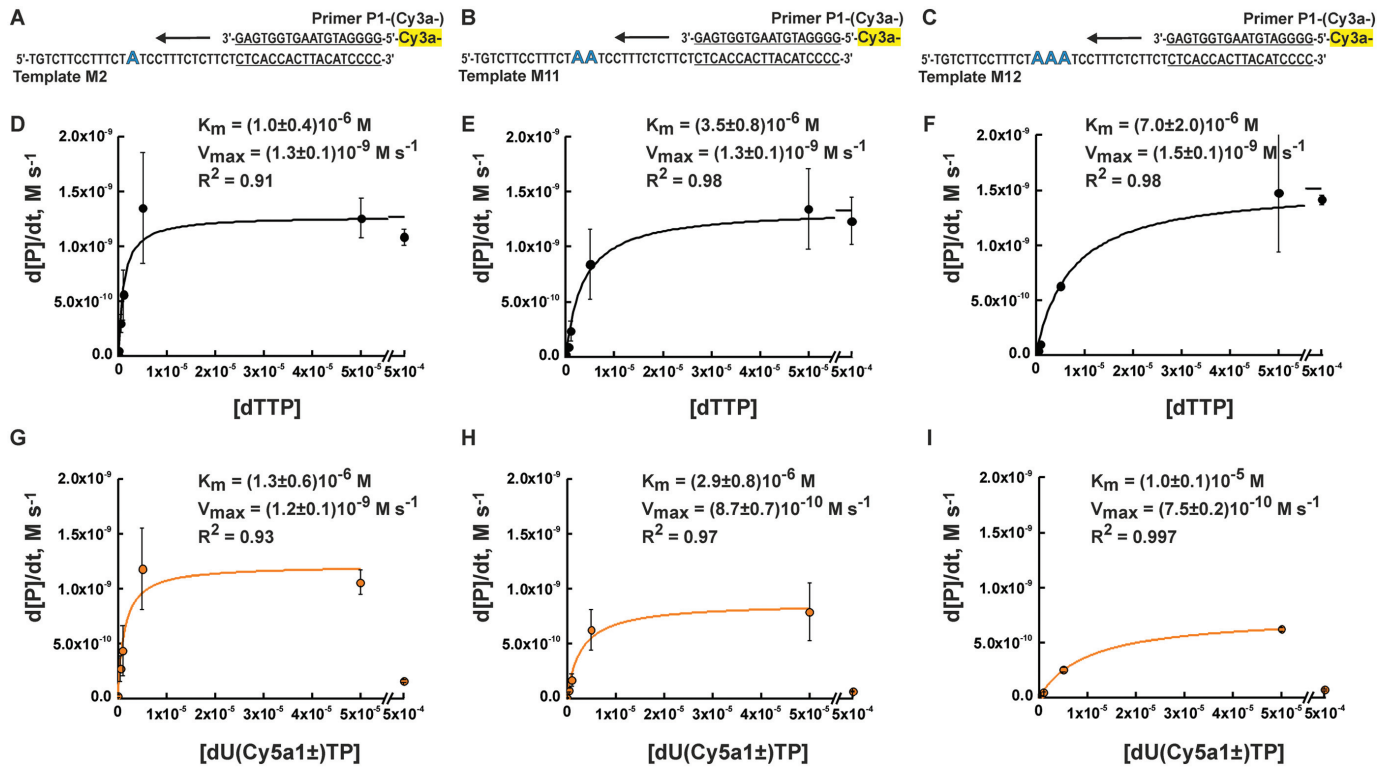 A
Primer P1-(Cy3a-)
3'-GAGTGGTGAATGTAGGGG-5'-Cy3a-
5'-TGTCTTCCTTTCTATCCTTTCTCTTCTCTCACCACTTACATCCCC-3'
Template M2
B
Primer P1-(Cy3a-)
3'-GAGTGGTGAATGTAGGGG-5'-Cy3a-
5'-TGTCTTCCTTTCTAATCCTTTCTCTTCTCTCACCACTTACATCCCC-3'
Template M11
C
Primer P1-(Cy3a-)
3'-GAGTGGTGAATGTAGGGG-5'-Cy3a-
5'-TGTCTTCCTTTCTAAATCCTTTCTCTTCTCTCACCACTTACATCCCC-3'
Template M12
D
Km = (1.0±0.4)10-6 M
Vmax = (1.3±0.1)10-9 M s-1
R2 = 0.91
d[P]/dt, M s-1
2.0x10-9
1.5x10-9
1.0x10-9
5.0x10-10
0.0
0 1x10-5 2x10-5 3x10-5 4x10-5 5x10-5 5x10-4
[dTTP]
E
Km = (3.5±0.8)10-6 M
Vmax = (1.3±0.1)10-9 M s-1
R2 = 0.98
d[P]/dt, M s-1
2.0x10-9
1.5x10-9
1.0x10-9
5.0x10-10
0.0
0 1x10-5 2x10-5 3x10-5 4x10-5 5x10-5 5x10-4
[dTTP]
F
Km = (7.0±2.0)10-6 M
Vmax = (1.5±0.1)10-9 M s-1
R2 = 0.98
d[P]/dt, M s-1
2.0x10-9
1.5x10-9
1.0x10-9
5.0x10-10
0.0
0 1x10-5 2x10-5 3x10-5 4x10-5 5x10-5 5x10-4
[dTTP]
G
Km = (1.3±0.6)10-6 M
Vmax = (1.2±0.1)10-9 M s-1
R2 = 0.93
d[P]/dt, M s-1
2.0x10-9
1.5x10-9
1.0x10-9
5.0x10-10
0.0
0 1x10-5 2x10-5 3x10-5 4x10-5 5x10-5 5x10-4
[dU(Cy5a1±)TP]
H
Km = (2.9±0.8)10-6 M
Vmax = (8.7±0.7)10-10 M s-1
R2 = 0.97
d[P]/dt, M s-1
2.0x10-9
1.5x10-9
1.0x10-9
5.0x10-10
0.0
0 1x10-5 2x10-5 3x10-5 4x10-5 5x10-5 5x10-4
[dU(Cy5a1±)TP]
I
Km = (1.0±0.1)10-5 M
Vmax = (7.5±0.2)10-10 M s-1
R2 = 0.997
d[P]/dt, M s-1
2.0x10-9
1.5x10-9
1.0x10-9
5.0x10-10
0.0
0 1x10-5 2x10-5 3x10-5 4x10-5 5x10-5 5x10-4
[dU(Cy5a1±)TP]